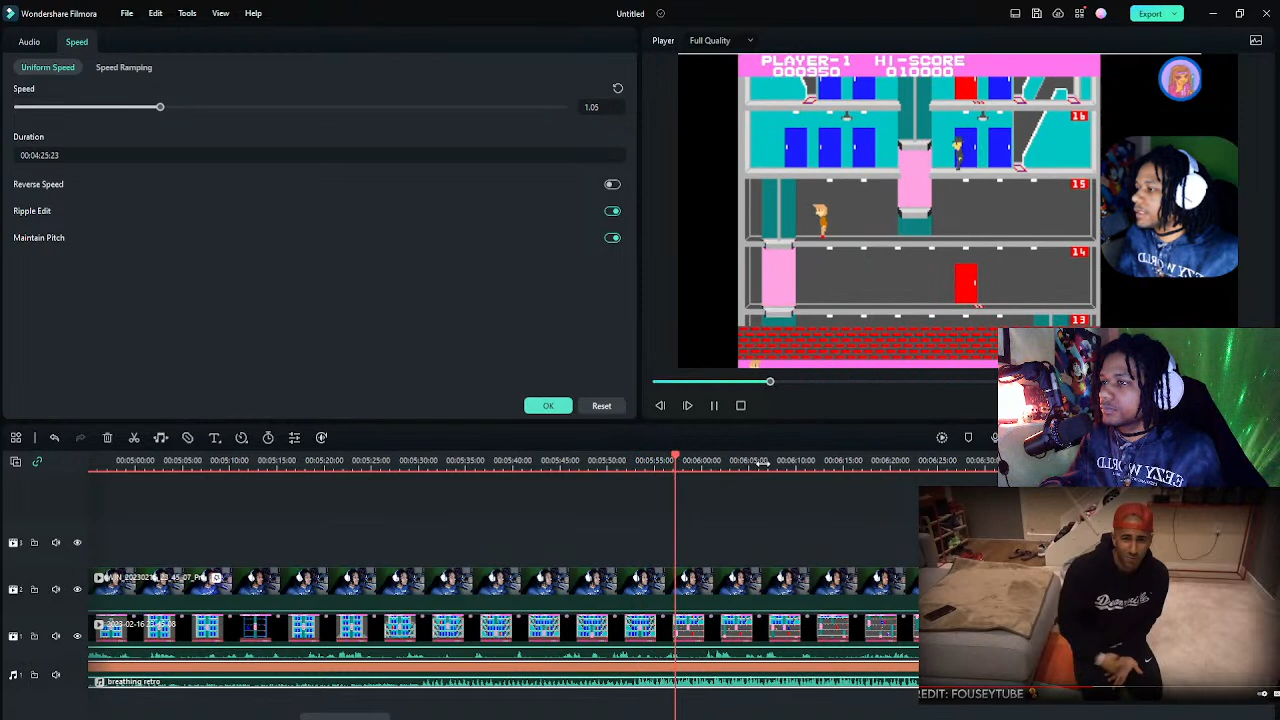 Wondershare Filmora
File
Edit
Tools
View
Help
Untitled
Export
Audio
Speed
Player
Full Quality
Uniform Speed
Speed Ramping
Speed
1.05
Duration
00:04:25:23
Reverse Speed
Ripple Edit
Maintain Pitch
OK
Reset
PLAYER-1 HI-SCORE
000950 010000
16
15
14
13
00:05:00:00 00:05:05:00 00:05:10:00 00:05:15:00 00:05:20:00 00:05:25:00 00:05:30:00 00:05:35:00 00:05:40:00 00:05:45:00 00:05:50:00 00:05:55:00 00:06:00:00 00:06:05:00 00:06:10:00 00:06:15:00 00:06:20:00 00:06:25:00
3
2
1
1
breathing retro
REDIT: FOUSEYTUBE